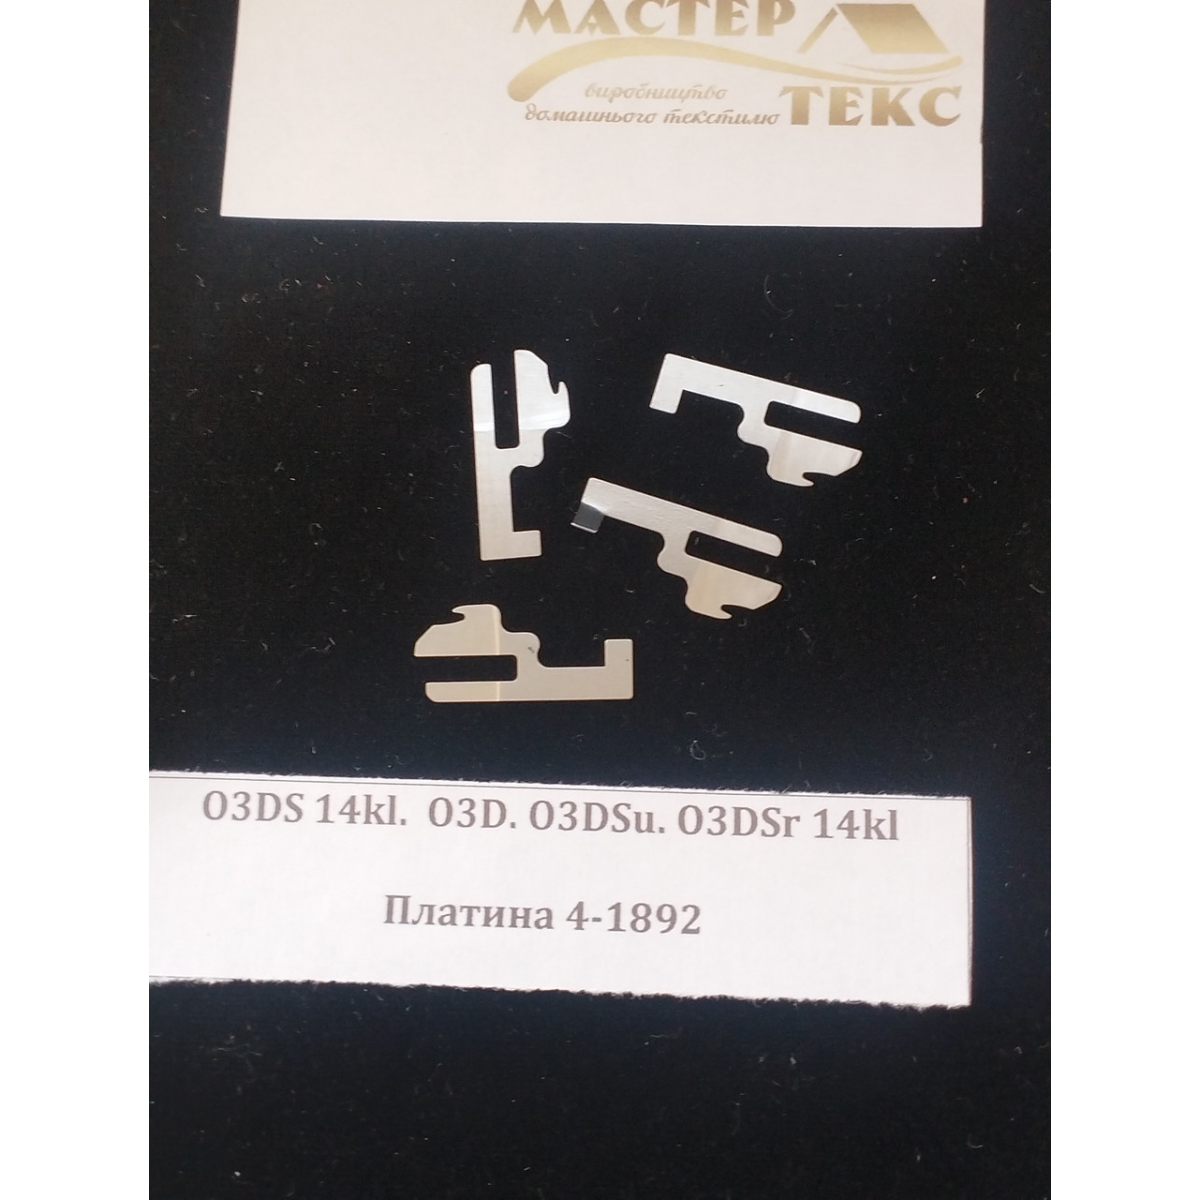 МАСТЕР
виробництво
домашнього текстилю ТЕКС
O3DS 14kl. O3D. O3DSu. O3DSr 14kl
Платина 4-1892